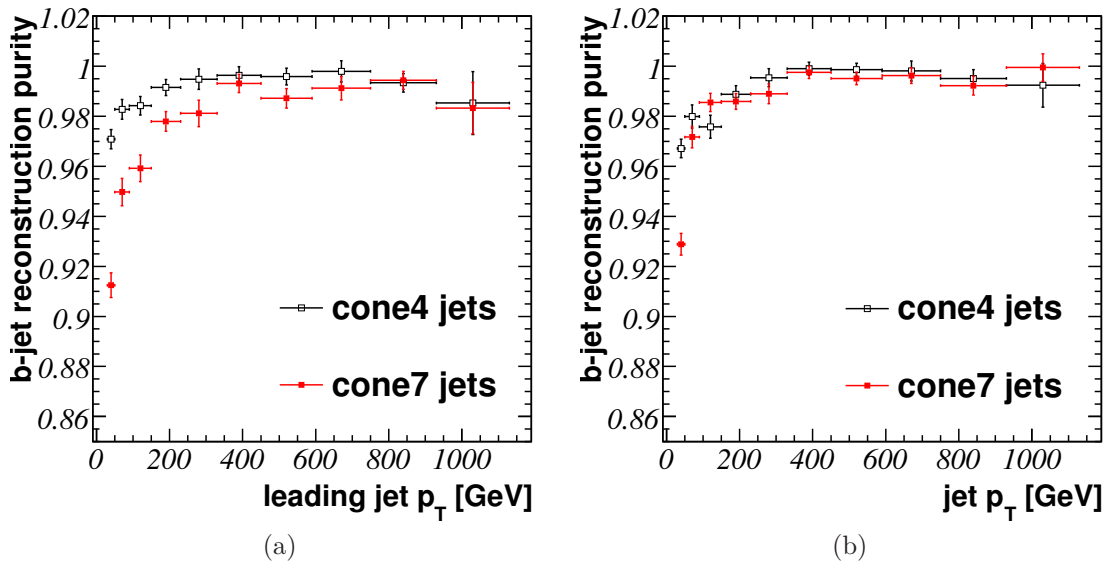 b-jet reconstruction purity
1.02
1
0.98
0.96
0.94
0.92
0.9
0.88
0.86
cone4 jets
cone7 jets
0 200 400 600 800 1000
leading jet p_T [GeV]
(a)
b-jet reconstruction purity
1.02
1
0.98
0.96
0.94
0.92
0.9
0.88
0.86
cone4 jets
cone7 jets
0 200 400 600 800 1000
jet p_T [GeV]
(b)